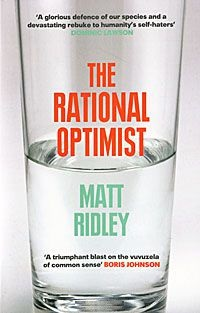 ‘A glorious defence of our species and a
devastating rebuke to humanity’s self-haters’
DOMINIC LAWSON
THE
RATIONAL
OPTIMIST
MATT
RIDLEY
‘A triumphant blast on the vuvuzela
of common sense’ BORIS JOHNSON